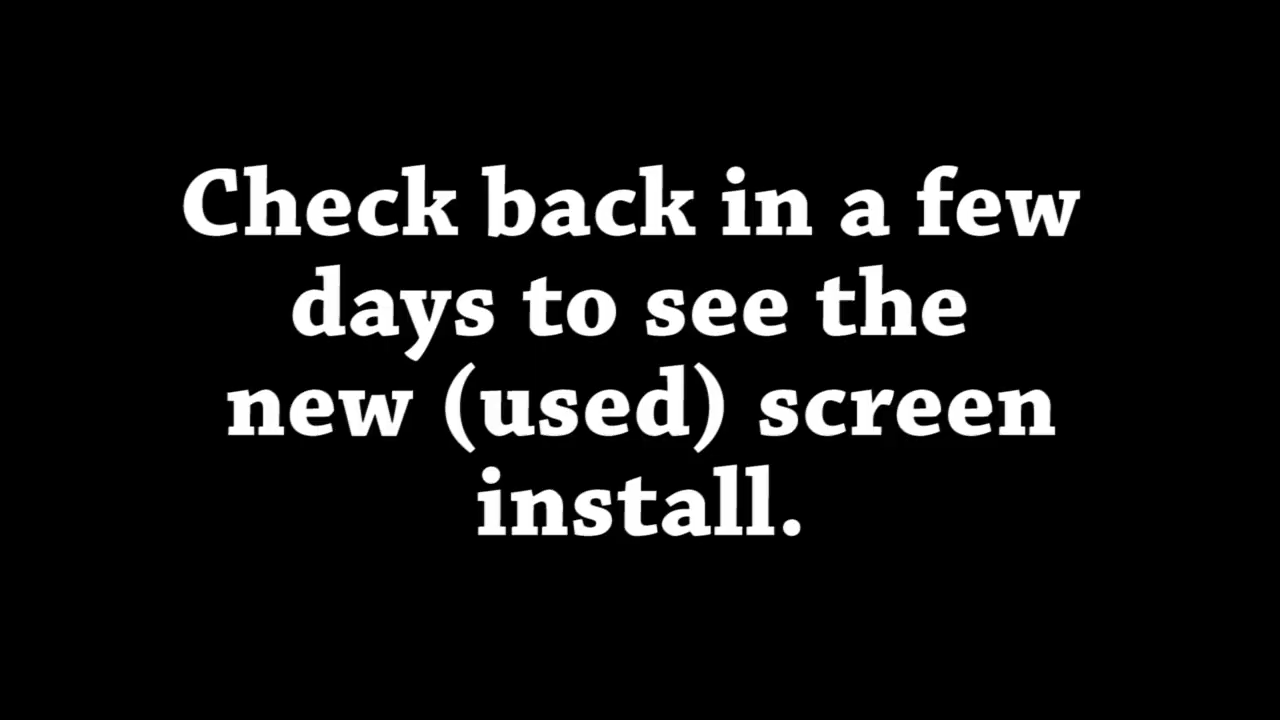 Check back in a few
days to see the
new (used) screen
install.